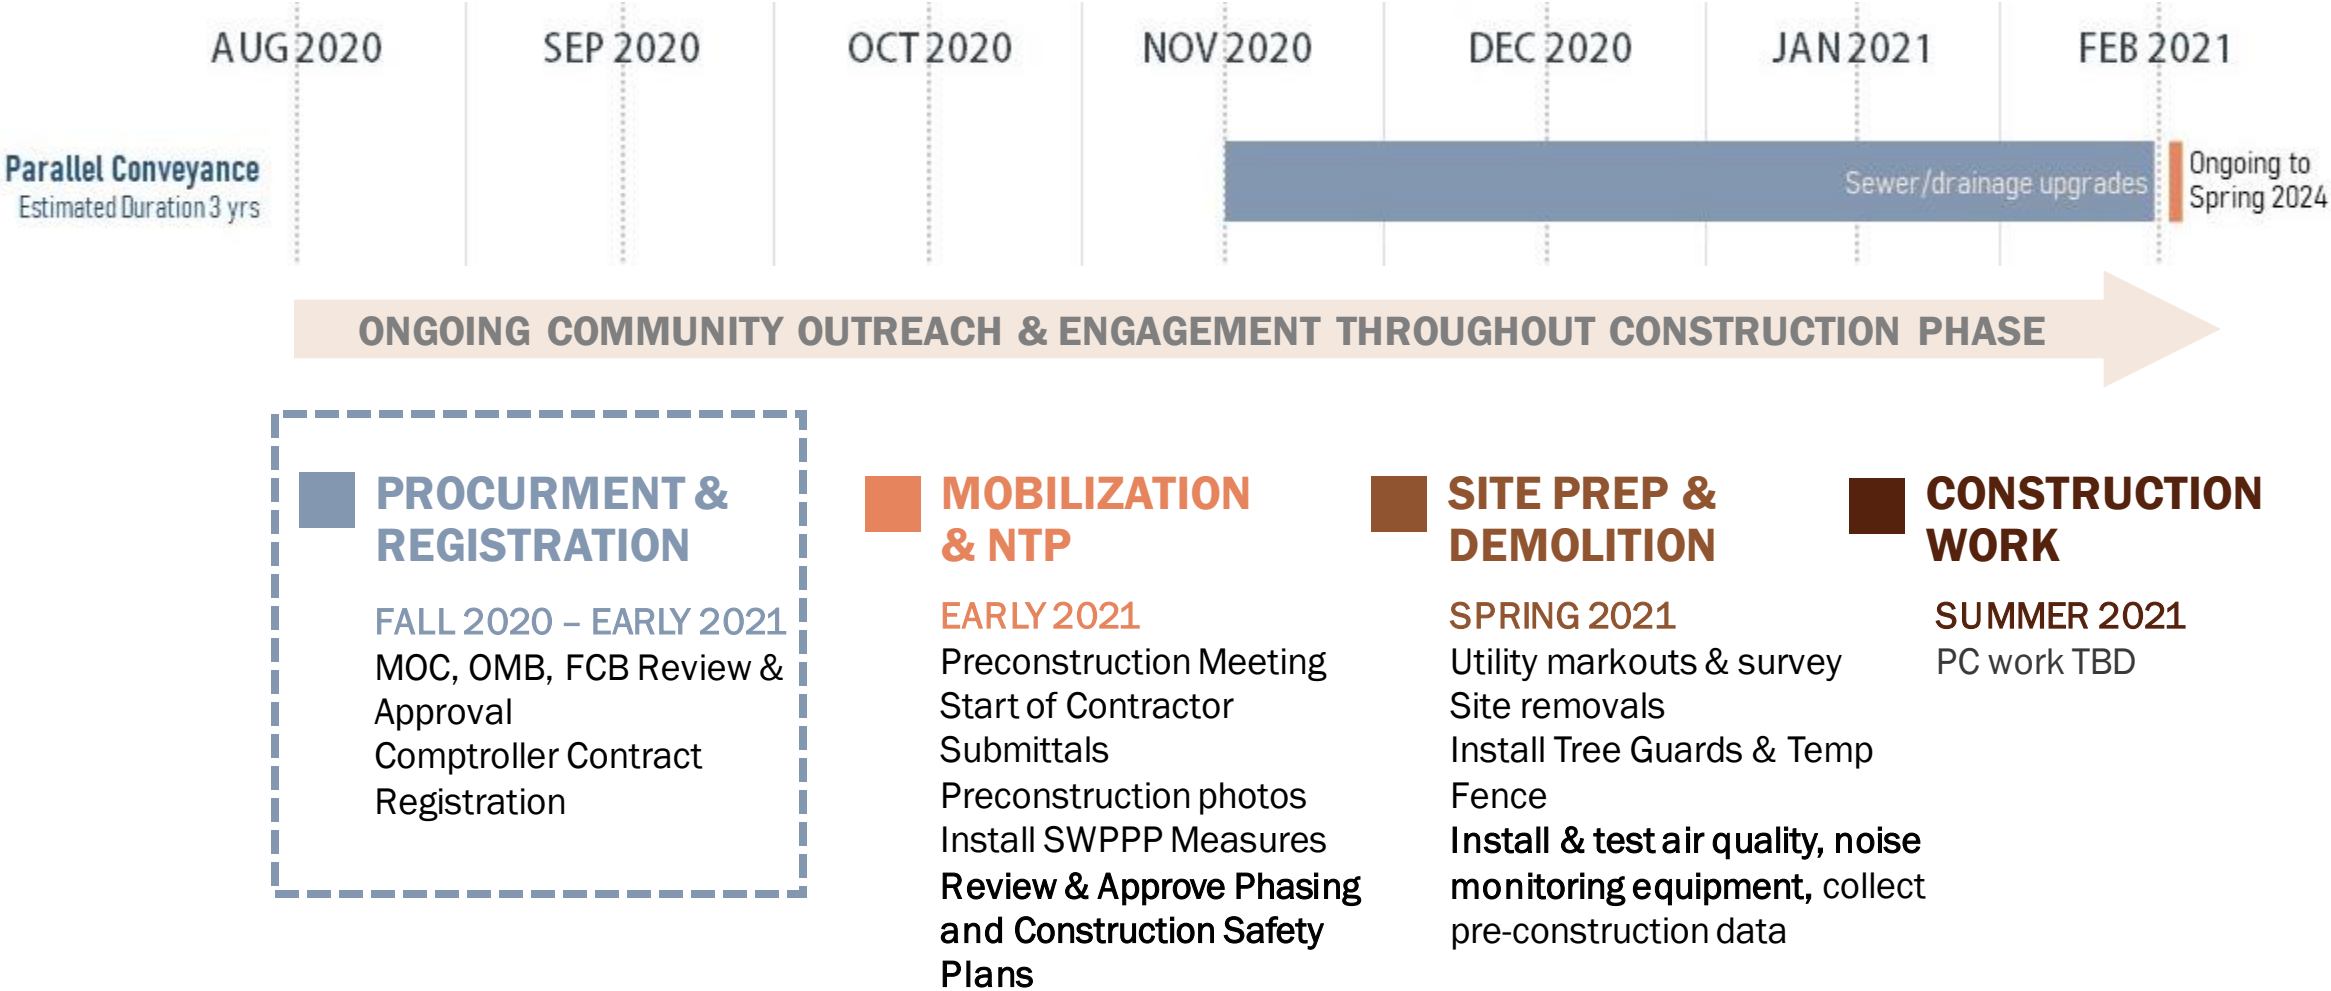 AUG 2020 SEP 2020 OCT 2020 NOV 2020 DEC 2020 JAN 2021 FEB 2021
Parallel Conveyance
Estimated Duration 3 yrs
Sewer/drainage upgrades
Ongoing to
Spring 2024
ONGOING COMMUNITY OUTREACH & ENGAGEMENT THROUGHOUT CONSTRUCTION PHASE
PROCURMENT &
REGISTRATION
FALL 2020 – EARLY 2021
MOC, OMB, FCB Review &
Approval
Comptroller Contract
Registration
MOBILIZATION
& NTP
EARLY 2021
Preconstruction Meeting
Start of Contractor
Submittals
Preconstruction photos
Install SWPPP Measures
Review & Approve Phasing
and Construction Safety
Plans
SITE PREP &
DEMOLITION
SPRING 2021
Utility markouts & survey
Site removals
Install Tree Guards & Temp
Fence
Install & test air quality, noise
monitoring equipment, collect
pre-construction data
CONSTRUCTION
WORK
SUMMER 2021
PC work TBD